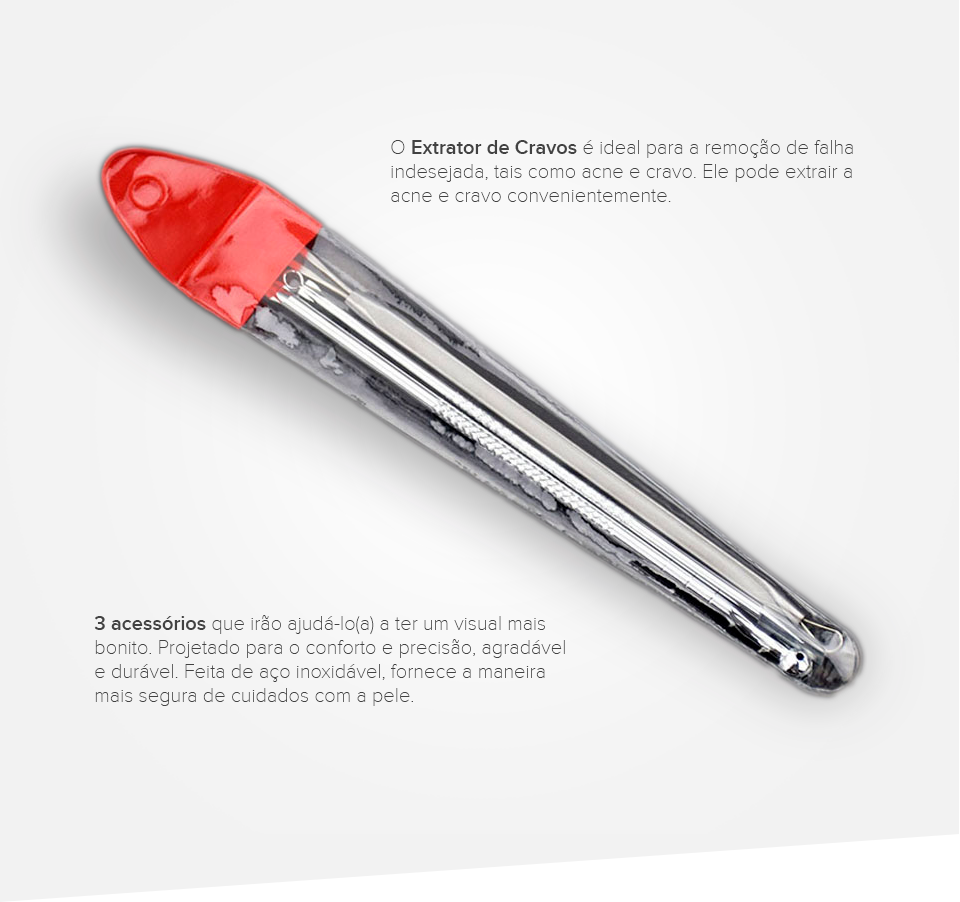 O Extrator de Cravos é ideal para a remoção de falha
indesejada, tais como acne e cravo. Ele pode extrair a
acne e cravo convenientemente.
3 acessórios que irão ajudá-lo(a) a ter um visual mais
bonito. Projetado para o conforto e precisão, agradável
e durável. Feita de aço inoxidável, fornece a maneira
mais segura de cuidados com a pele.